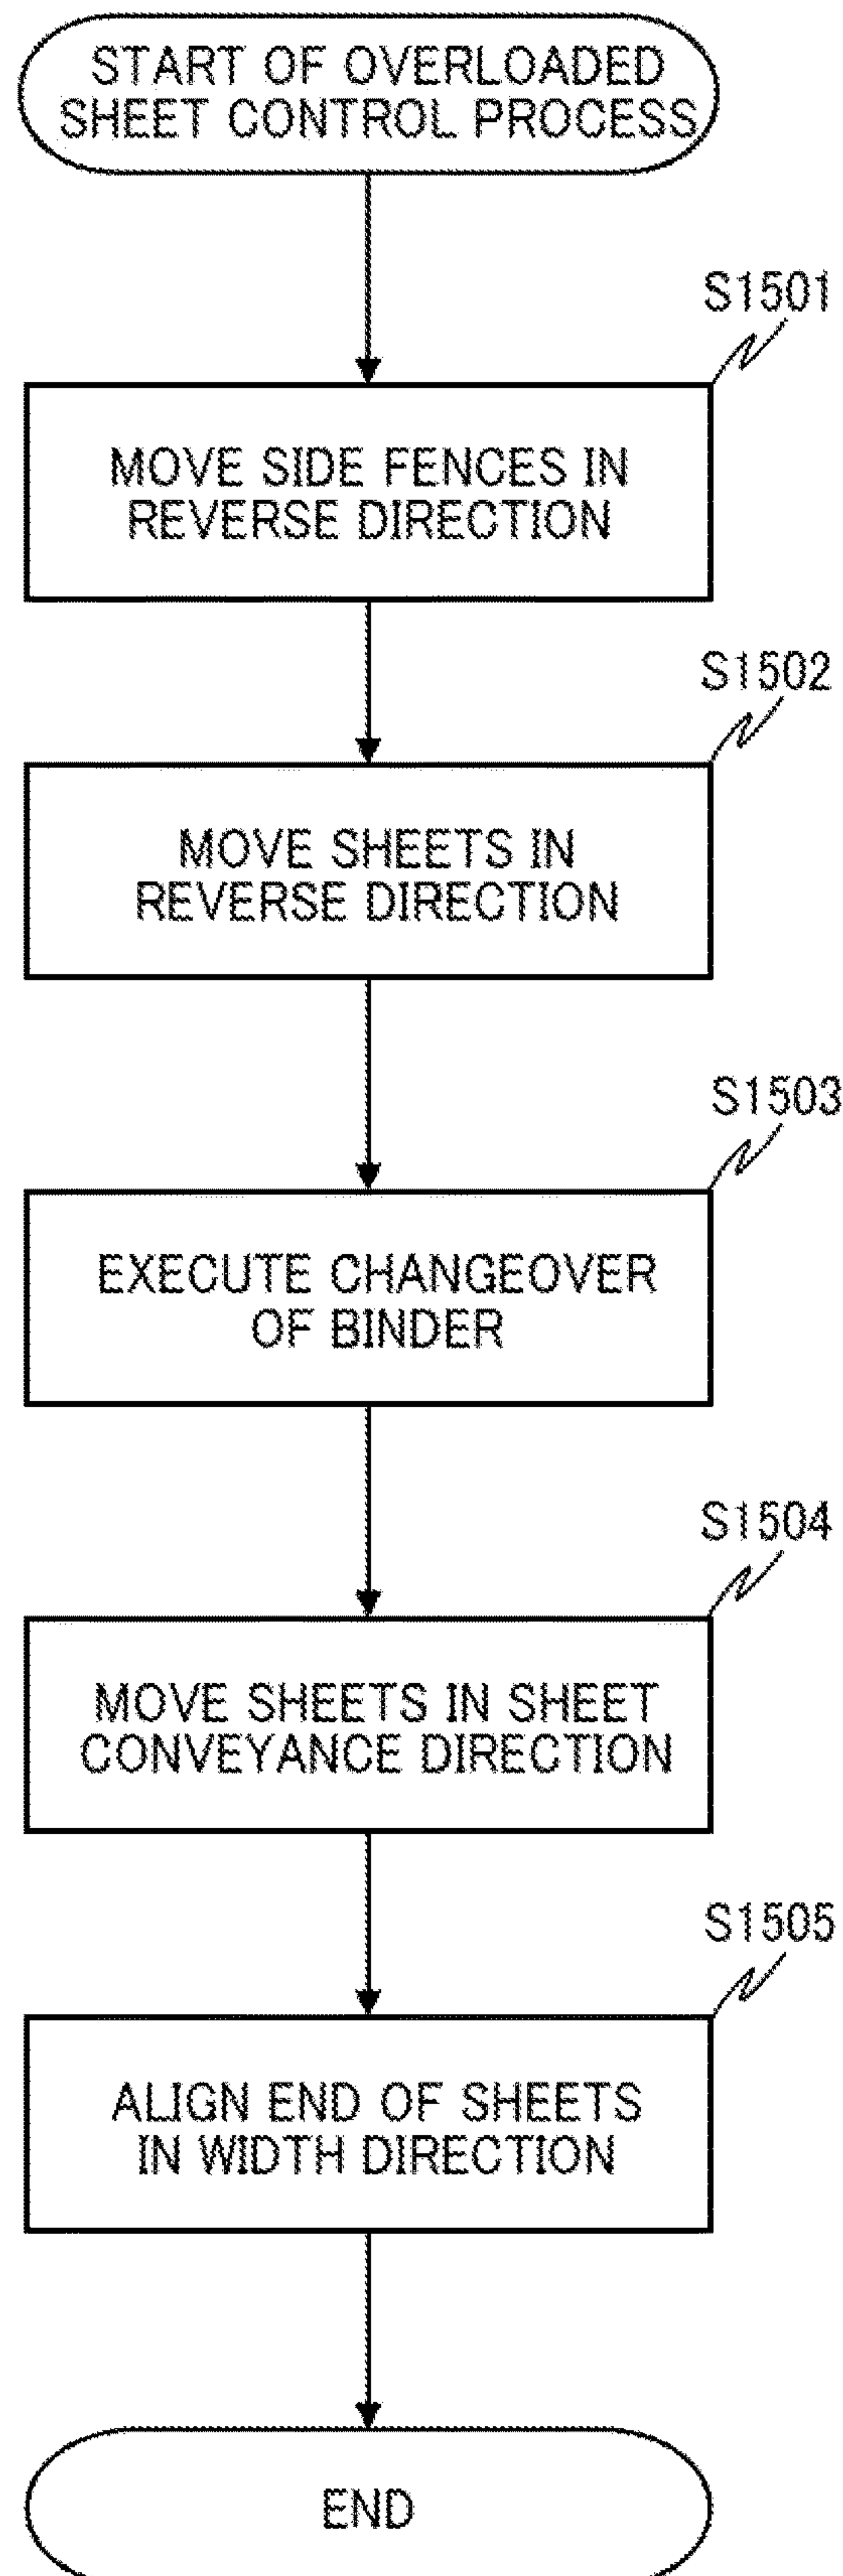 START OF OVERLOADED
SHEET CONTROL PROCESS
S1501
MOVE SIDE FENCES IN
REVERSE DIRECTION
S1502
MOVE SHEETS IN
REVERSE DIRECTION
S1503
EXECUTE CHANGEOVER
OF BINDER
S1504
MOVE SHEETS IN SHEET
CONVEYANCE DIRECTION
S1505
ALIGN END OF SHEETS
IN WIDTH DIRECTION
END